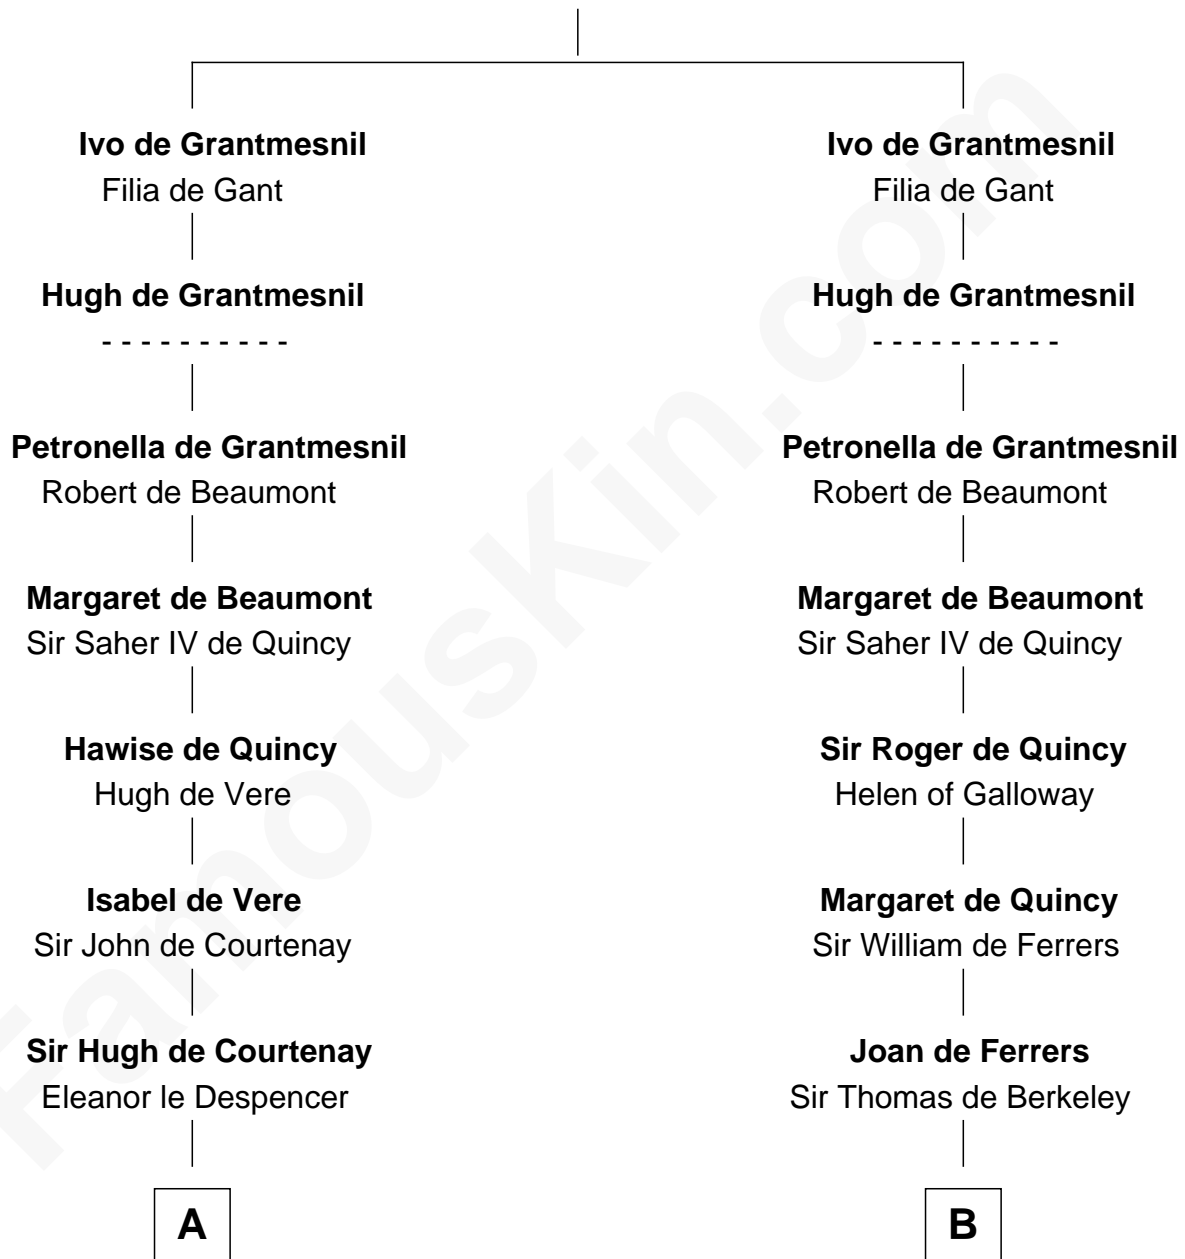 Ivo de Grantmesnil
Filia de Gant
Hugh de Grantmesnil
- - - - - - - - - -
Petronella de Grantmesnil
Robert de Beaumont
Margaret de Beaumont
Sir Saher IV de Quincy
Hawise de Quincy
Hugh de Vere
Isabel de Vere
Sir John de Courtenay
Sir Hugh de Courtenay
Eleanor le Despencer
A
Ivo de Grantmesnil
Filia de Gant
Hugh de Grantmesnil
- - - - - - - - - -
Petronella de Grantmesnil
Robert de Beaumont
Margaret de Beaumont
Sir Saher IV de Quincy
Sir Roger de Quincy
Helen of Galloway
Margaret de Quincy
Sir William de Ferrers
Joan de Ferrers
Sir Thomas de Berkeley
B
FamousKin.com